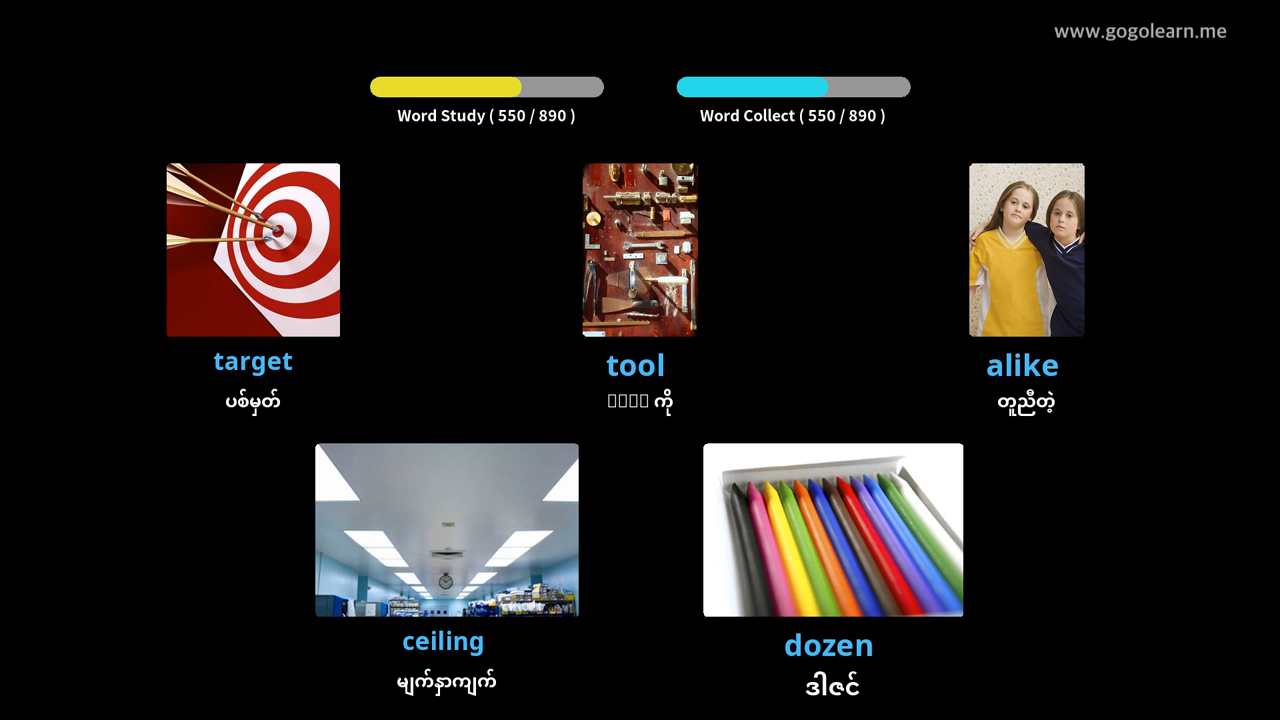 www.gogolearn.me
Word Study ( 550 / 890 )
Word Collect ( 550 / 890 )
target
tool
alike
ပစ်မှတ်
ကို
တူညီတဲ့
ceiling
dozen
မျက်နှာကျက်
ဒါဇင်